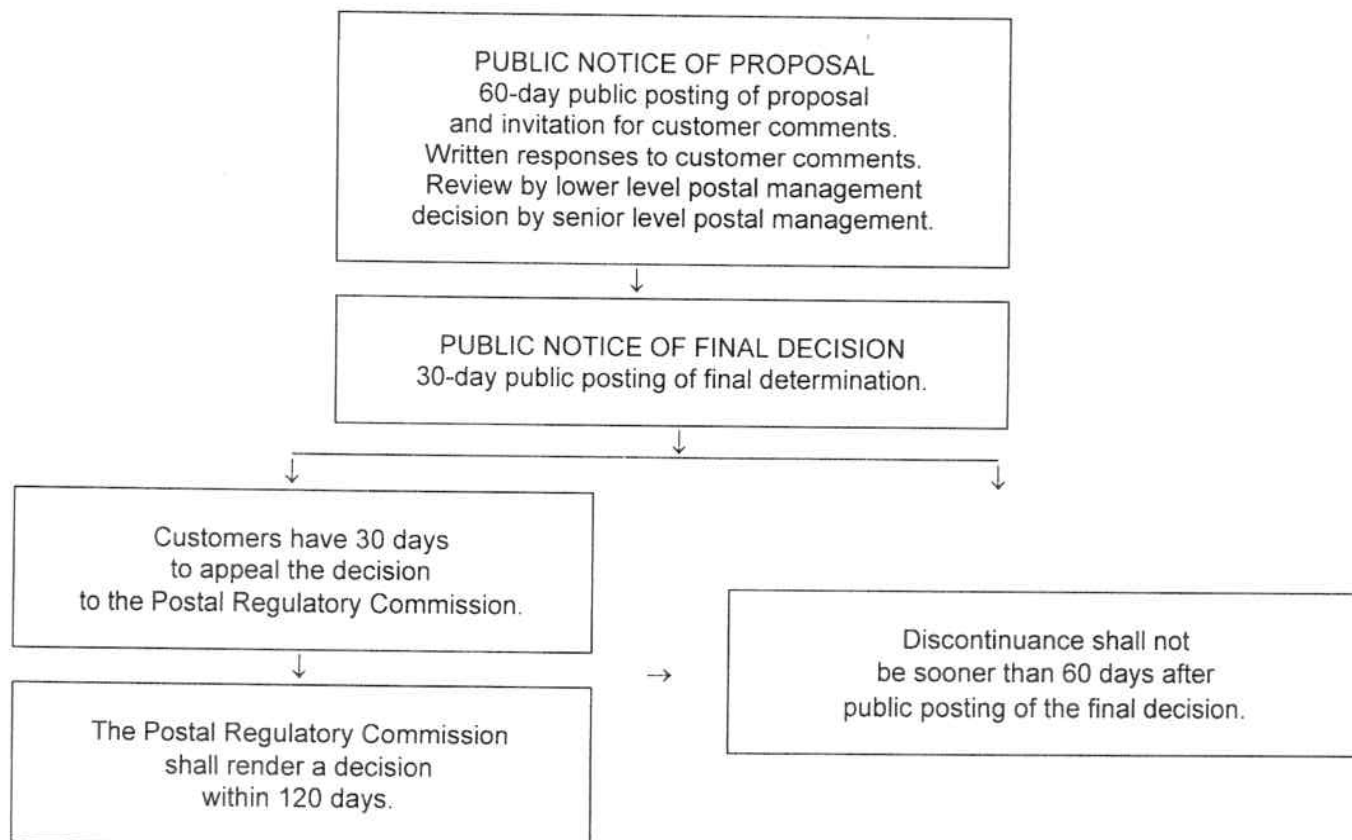 PUBLIC NOTICE OF PROPOSAL
60-day public posting of proposal
and invitation for customer comments.
Written responses to customer comments.
Review by lower level postal management
decision by senior level postal management.
↓
PUBLIC NOTICE OF FINAL DECISION
30-day public posting of final determination.
↓
↓ ↓
Customers have 30 days
to appeal the decision
to the Postal Regulatory Commission.
↓
→
The Postal Regulatory Commission
shall render a decision
within 120 days.
Discontinuance shall not
be sooner than 60 days after
public posting of the final decision.